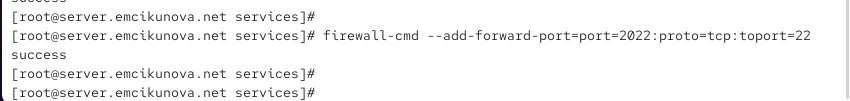 success
[root@server.emcikunova.net services]#
[root@server.emcikunova.net services]# firewall-cmd --add-forward-port=port=2022:proto=tcp:toport=22
success
[root@server.emcikunova.net services]#
[root@server.emcikunova.net services]#